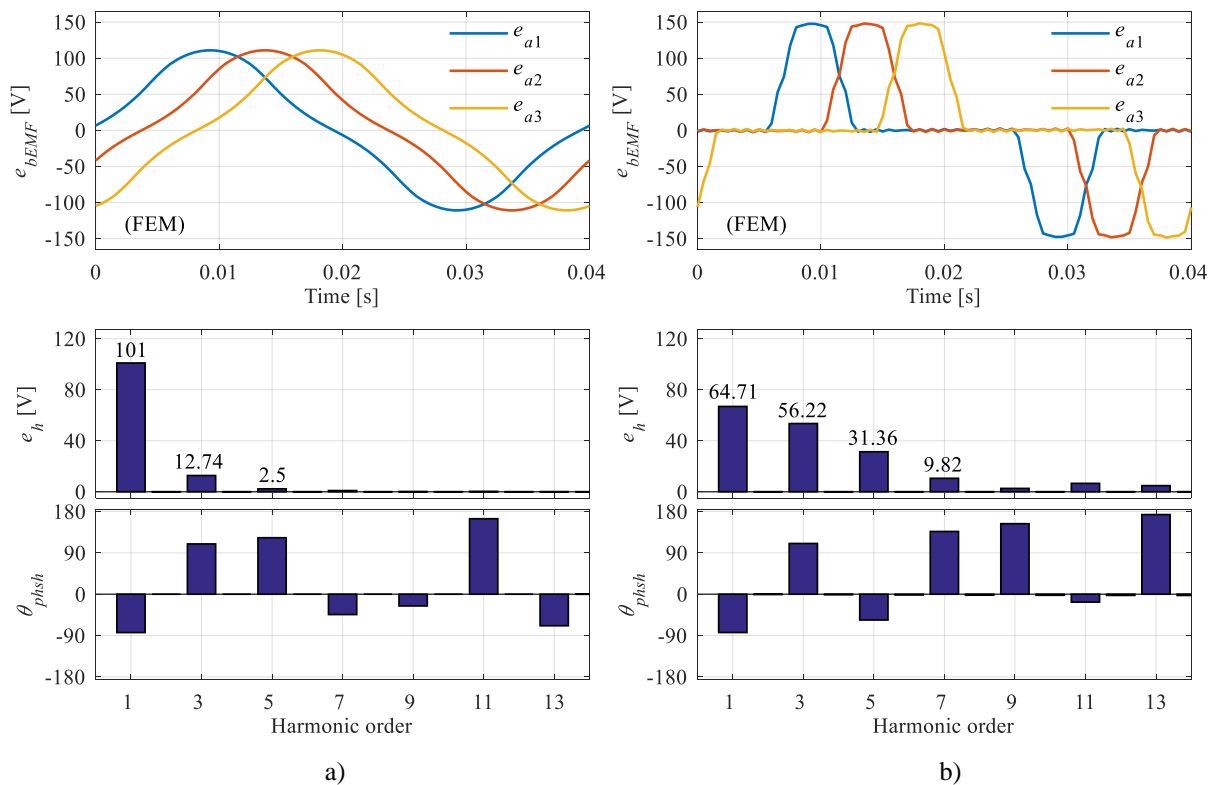 150
100
50
0
-50
-100
-150
e_bEMF [V]
e_a1
e_a2
e_a3
(FEM)
0 0.01 0.02 0.03 0.04
Time [s]
120
80
40
0
e_h [V]
101
12.74
2.5
180
90
0
-90
-180
θ_phsh
1 3 5 7 9 11 13
Harmonic order
a)
150
100
50
0
-50
-100
-150
e_bEMF [V]
e_a1
e_a2
e_a3
(FEM)
0 0.01 0.02 0.03 0.04
Time [s]
120
80
40
0
e_h [V]
64.71
56.22
31.36
9.82
180
90
0
-90
-180
θ_phsh
1 3 5 7 9 11 13
Harmonic order
b)